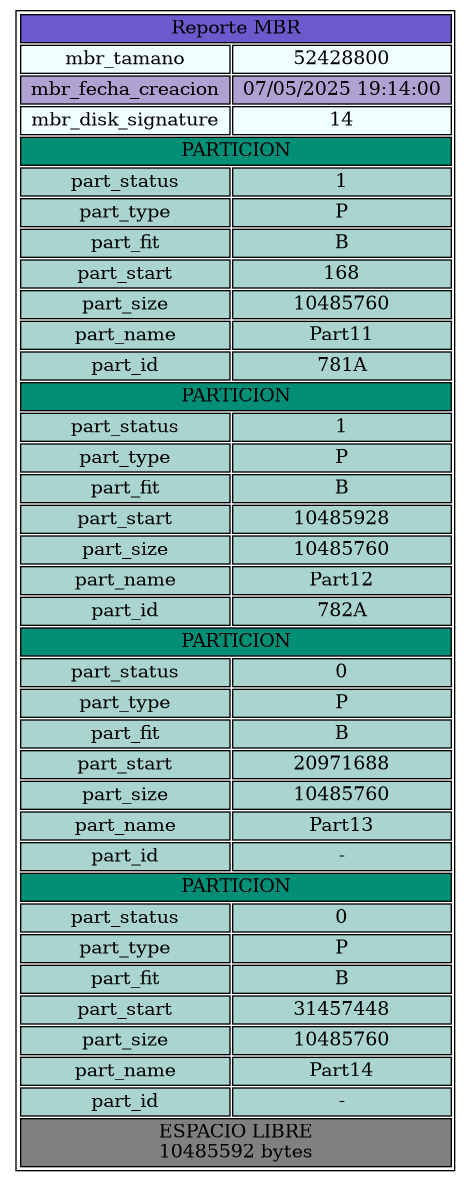 Reporte MBR
mbr_tamano 52428800
mbr_fecha_creacion 07/05/2025 19:14:00
mbr_disk_signature 14
PARTICION
part_status 1
part_type P
part_fit B
part_start 168
part_size 10485760
part_name Part11
part_id 781A
PARTICION
part_status 1
part_type P
part_fit B
part_start 10485928
part_size 10485760
part_name Part12
part_id 782A
PARTICION
part_status 0
part_type P
part_fit B
part_start 20971688
part_size 10485760
part_name Part13
part_id -
PARTICION
part_status 0
part_type P
part_fit B
part_start 31457448
part_size 10485760
part_name Part14
part_id -
ESPACIO LIBRE
10485592 bytes